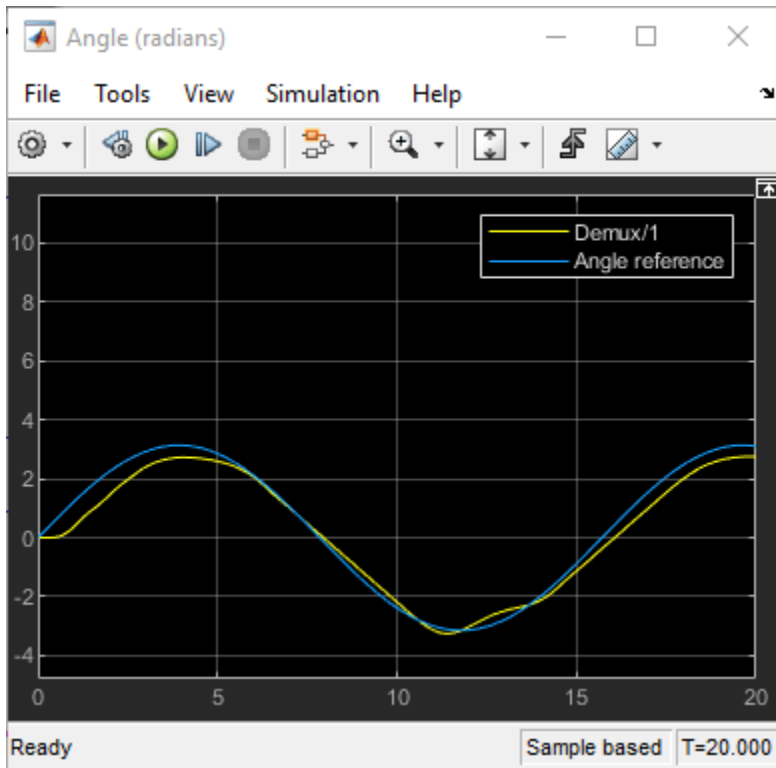 Angle (radians)
File Tools View Simulation Help
Demux/1
Angle reference
10
8
6
4
2
0
-2
-4
0 5 10 15 20
Ready Sample based T=20.000